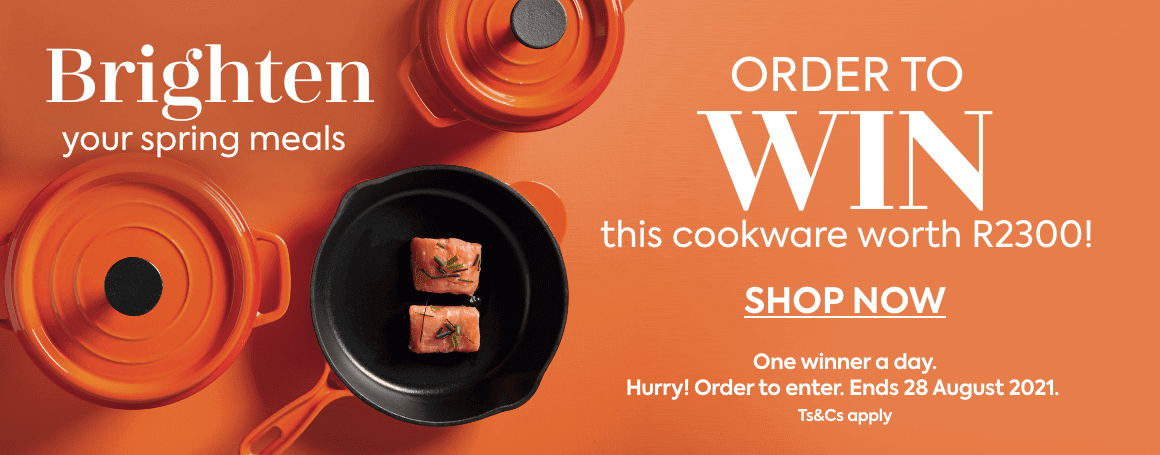 Brighten
your spring meals
ORDER TO
WIN
this cookware worth R2300!
SHOP NOW
One winner a day.
Hurry! Order to enter. Ends 28 August 2021.
Ts&Cs apply